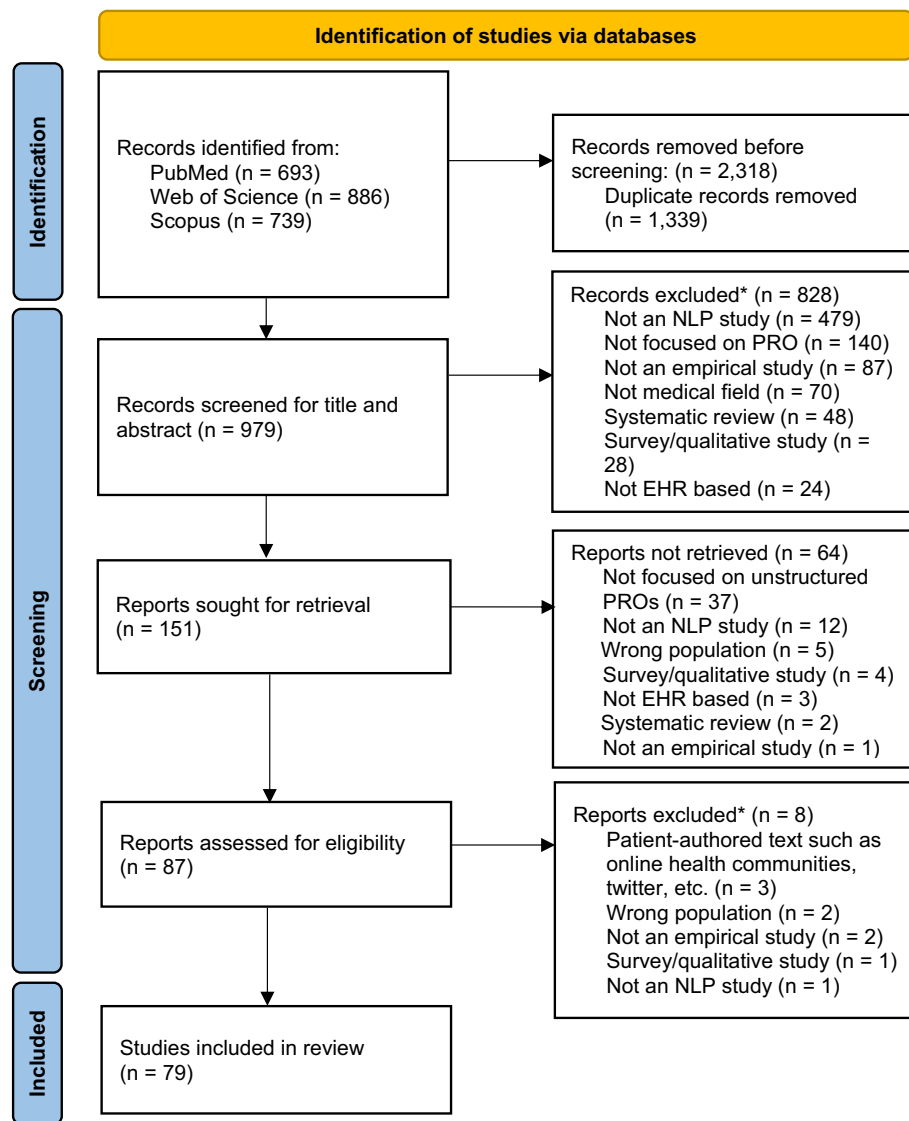 Identification of studies via databases
Identification
Records identified from:
PubMed (n = 693)
Web of Science (n = 886)
Scopus (n = 739)
Records removed before
screening: (n = 2,318)
Duplicate records removed
(n = 1,339)
Screening
Records screened for title and
abstract (n = 979)
Records excluded* (n = 828)
Not an NLP study (n = 479)
Not focused on PRO (n = 140)
Not an empirical study (n = 87)
Not medical field (n = 70)
Systematic review (n = 48)
Survey/qualitative study (n =
28)
Not EHR based (n = 24)
Reports sought for retrieval
(n = 151)
Reports not retrieved (n = 64)
Not focused on unstructured
PROs (n = 37)
Not an NLP study (n = 12)
Wrong population (n = 5)
Survey/qualitative study (n = 4)
Not EHR based (n = 3)
Systematic review (n = 2)
Not an empirical study (n = 1)
Reports assessed for eligibility
(n = 87)
Reports excluded* (n = 8)
Patient-authored text such as
online health communities,
twitter, etc. (n = 3)
Wrong population (n = 2)
Not an empirical study (n = 2)
Survey/qualitative study (n = 1)
Not an NLP study (n = 1)
Included
Studies included in review
(n = 79)